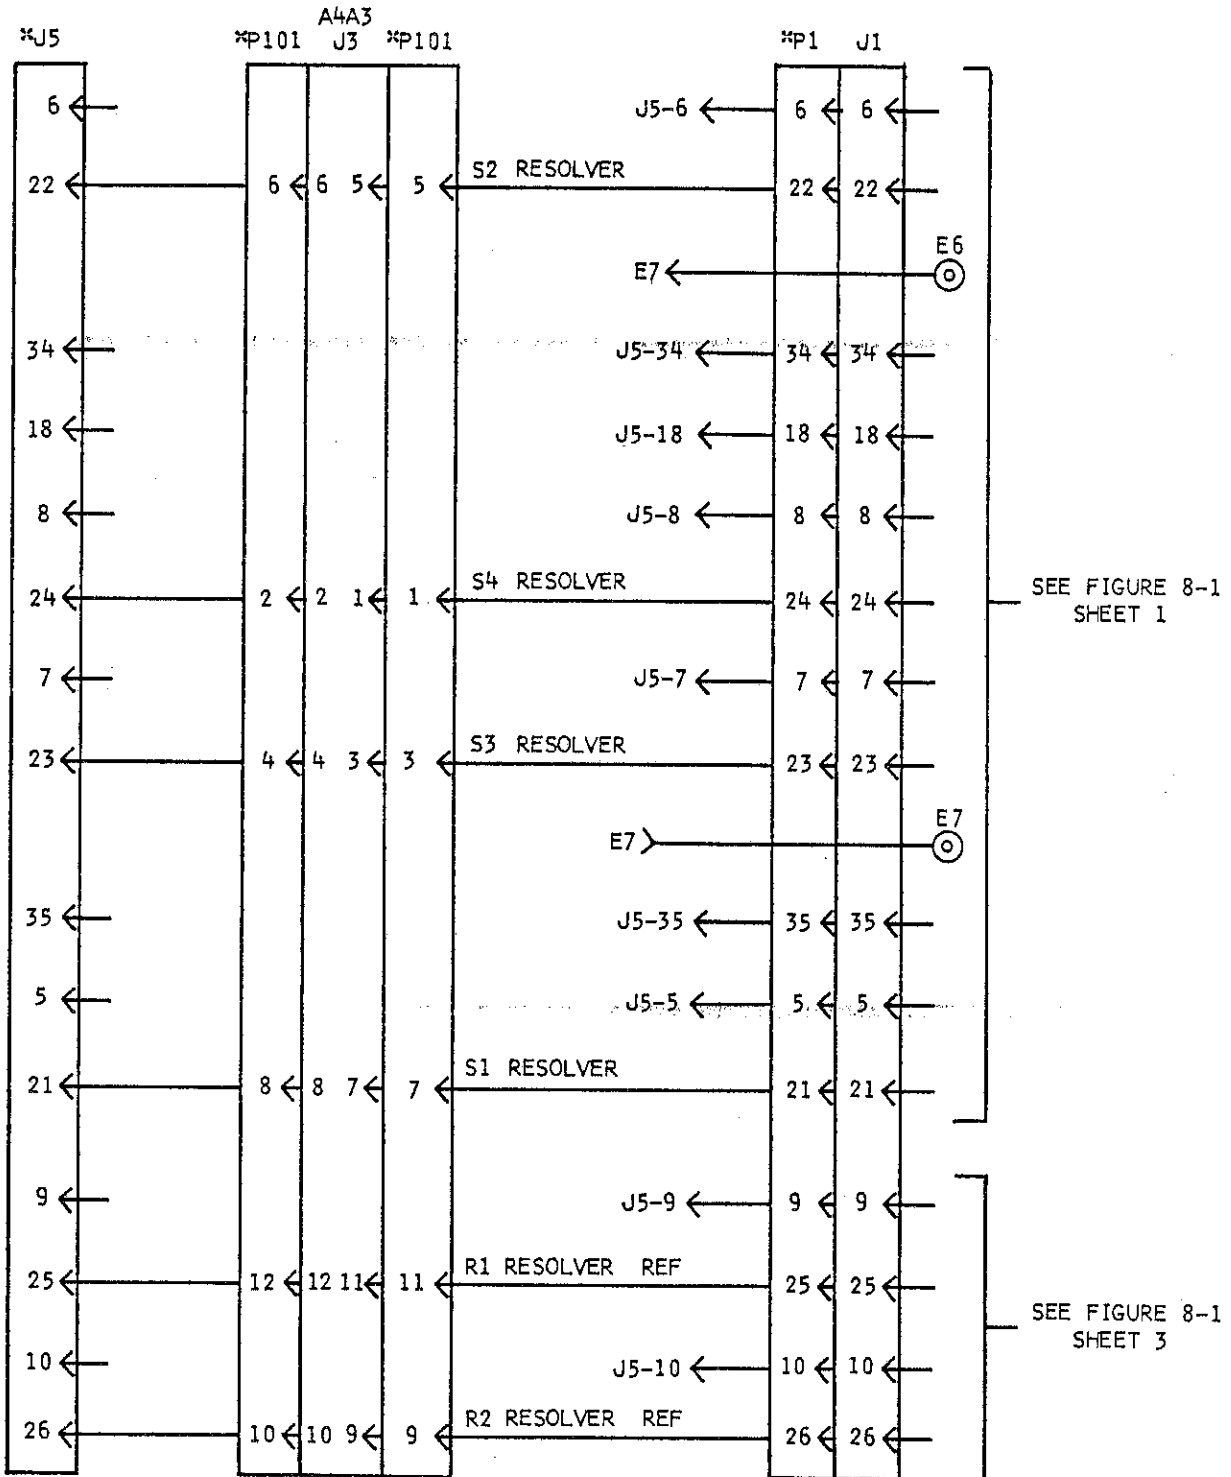 A4A3
*J5 *P101 J3 *P101 *P1 J1
6 J5-6 6 6
22 6 6 5 5 S2 RESOLVER 22 22
E7 E6
34 J5-34 34 34
18 J5-18 18 18
8 J5-8 8 8
24 2 2 1 1 S4 RESOLVER 24 24
SEE FIGURE 8-1
SHEET 1
7 J5-7 7 7
23 4 4 3 3 S3 RESOLVER 23 23
E7 E7
35 J5-35 35 35
5 J5-5 5 5
21 8 8 7 7 S1 RESOLVER 21 21
9 J5-9 9 9
25 12 12 11 11 R1 RESOLVER REF 25 25
SEE FIGURE 8-1
SHEET 3
10 J5-10 10 10
26 10 10 9 9 R2 RESOLVER REF 26 26